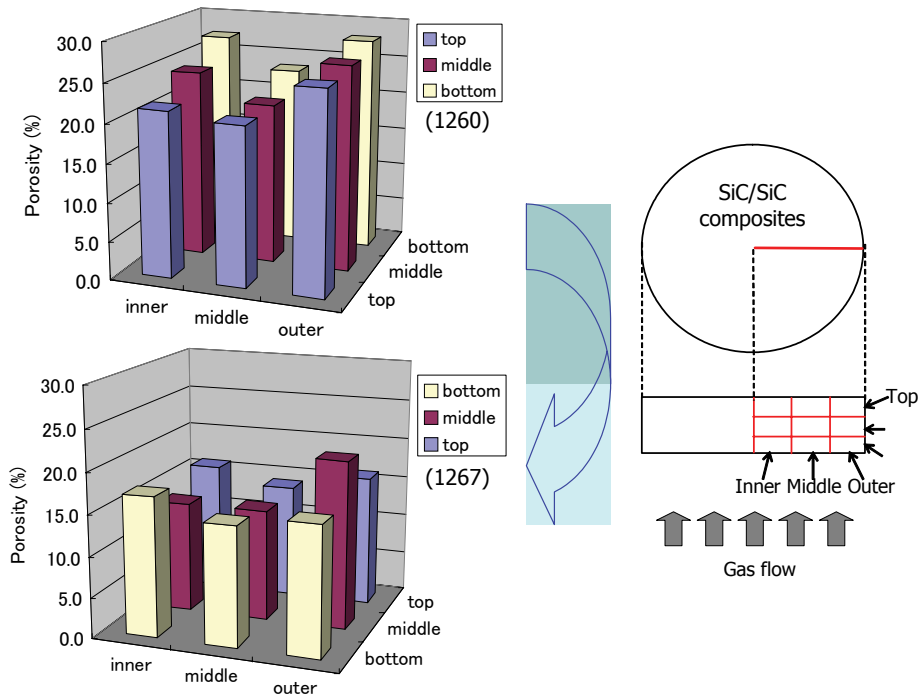 30.0
25.0
20.0
15.0
10.0
5.0
0.0
Porosity (%)
inner
middle
outer
bottom
middle
top
top
middle
bottom
(1260)
30.0
25.0
20.0
15.0
10.0
5.0
0.0
Porosity (%)
inner
middle
outer
top
middle
bottom
bottom
middle
top
(1267)
SiC/SiC
composites
Top
Inner Middle Outer
Gas flow